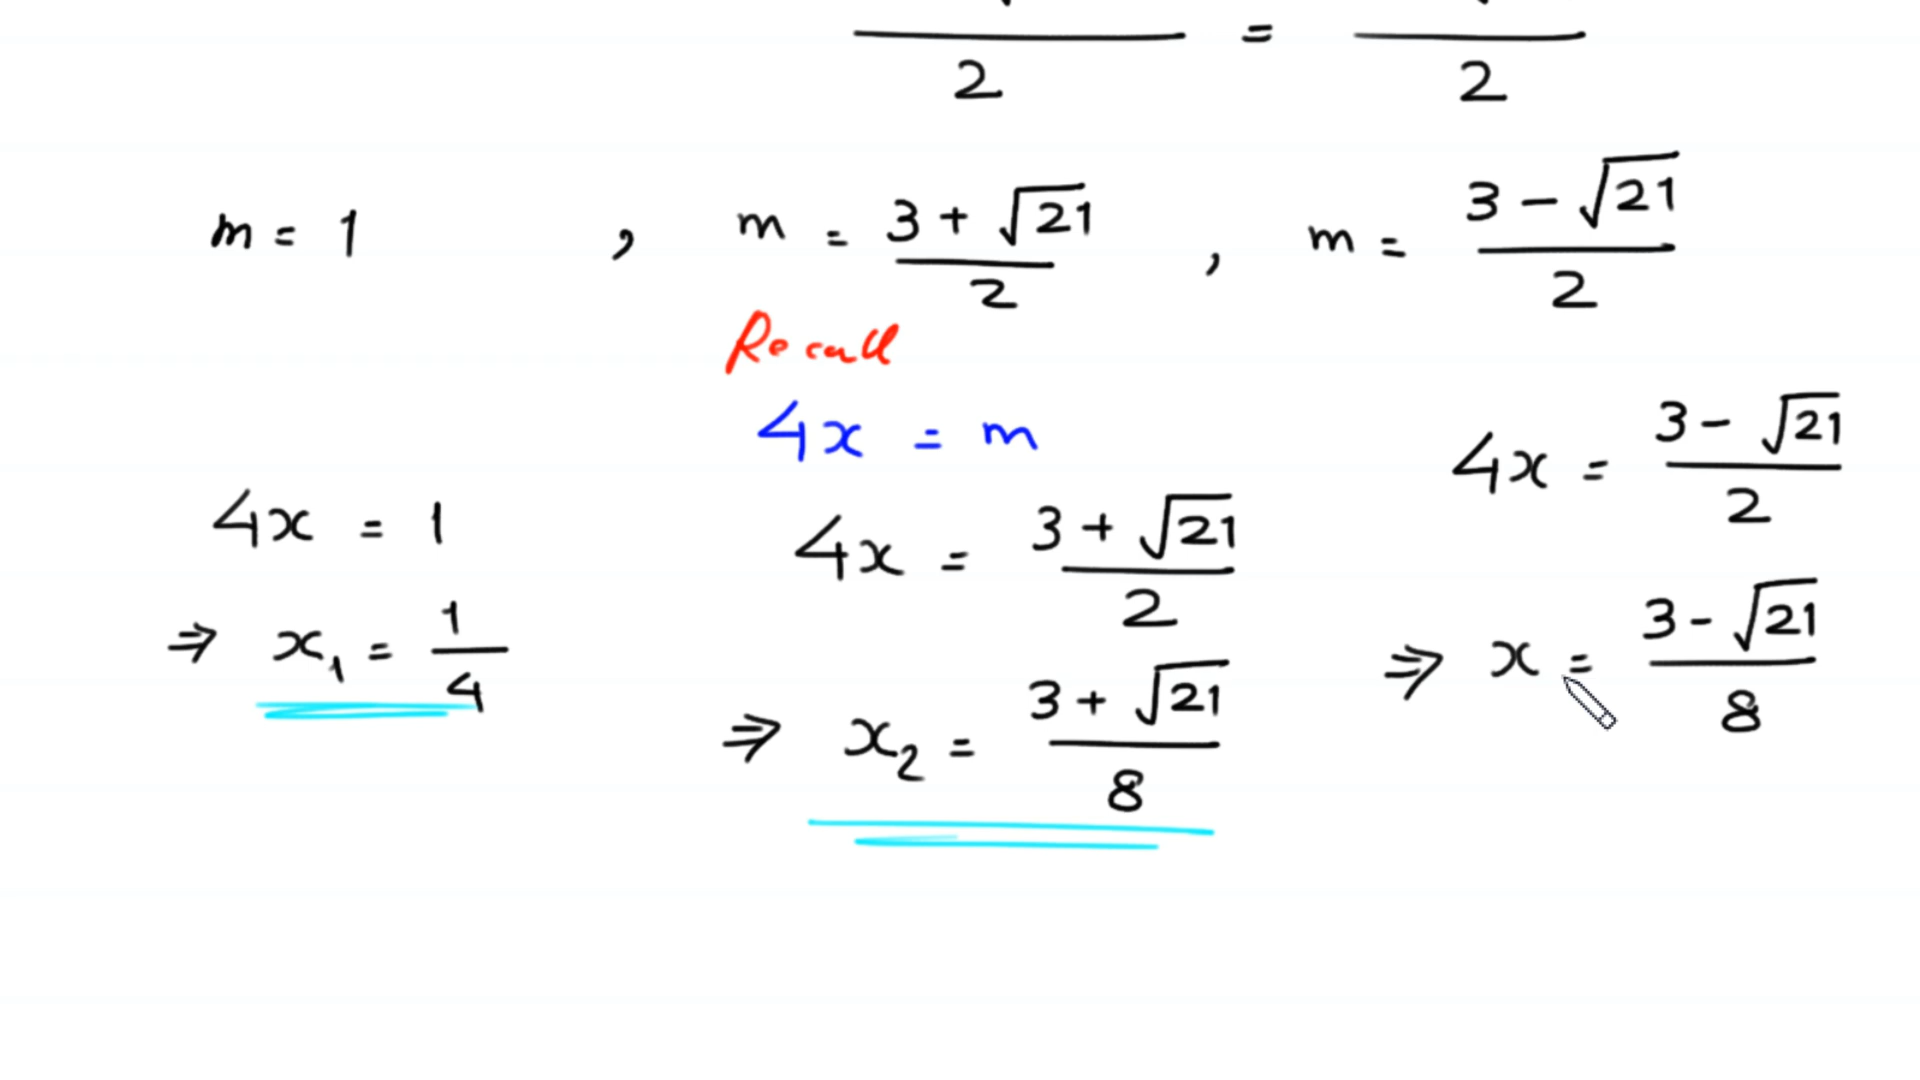 2 = 2
m = 1 , m = (3 + √21)/2 , m = (3 - √21)/2
Recall
4x = m
4x = 1
4x = (3 + √21)/2
4x = (3 - √21)/2
⇒ x₁ = 1/4
⇒ x₂ = (3 + √21)/8
⇒ x = (3 - √21)/8